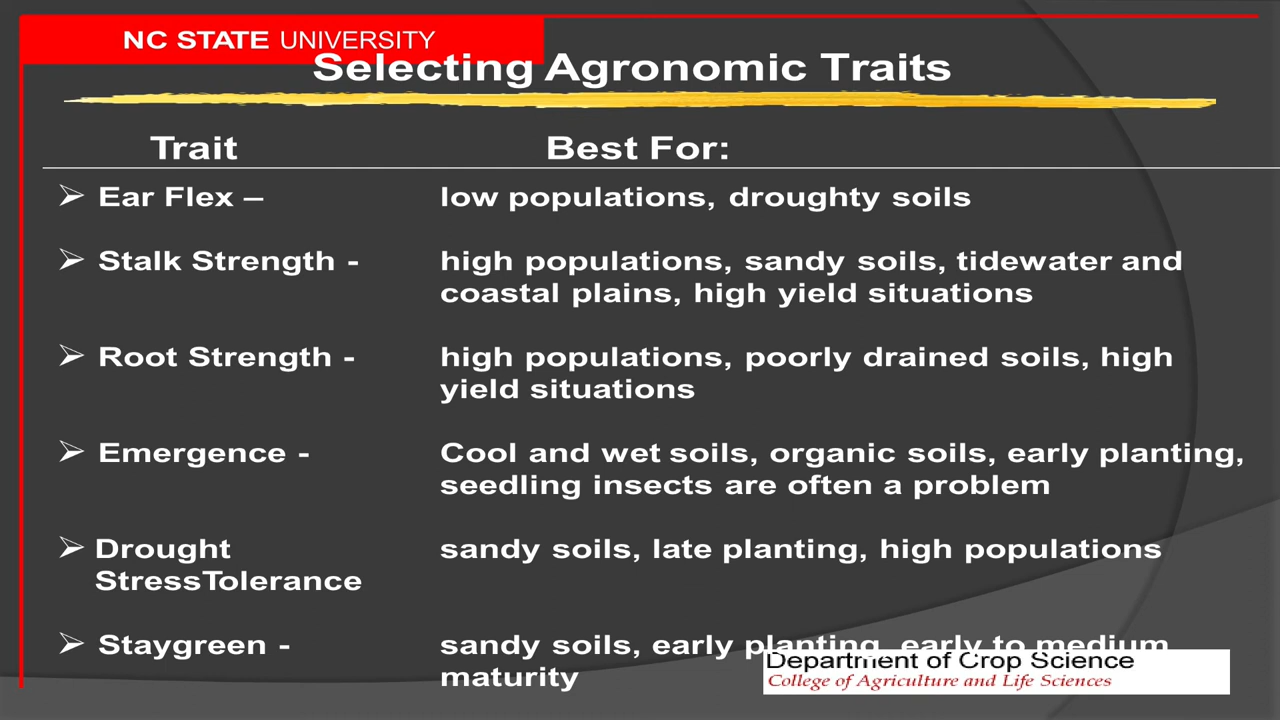 NC STATE UNIVERSITY
Selecting Agronomic Traits
Trait Best For:
➢ Ear Flex – low populations, droughty soils
➢ Stalk Strength - high populations, sandy soils, tidewater and
coastal plains, high yield situations
➢ Root Strength - high populations, poorly drained soils, high
yield situations
➢ Emergence - Cool and wet soils, organic soils, early planting,
seedling insects are often a problem
➢ Drought sandy soils, late planting, high populations
StressTolerance
➢ Staygreen - sandy soils, early planting, early to medium
maturity
Department of Crop Science
College of Agriculture and Life Sciences